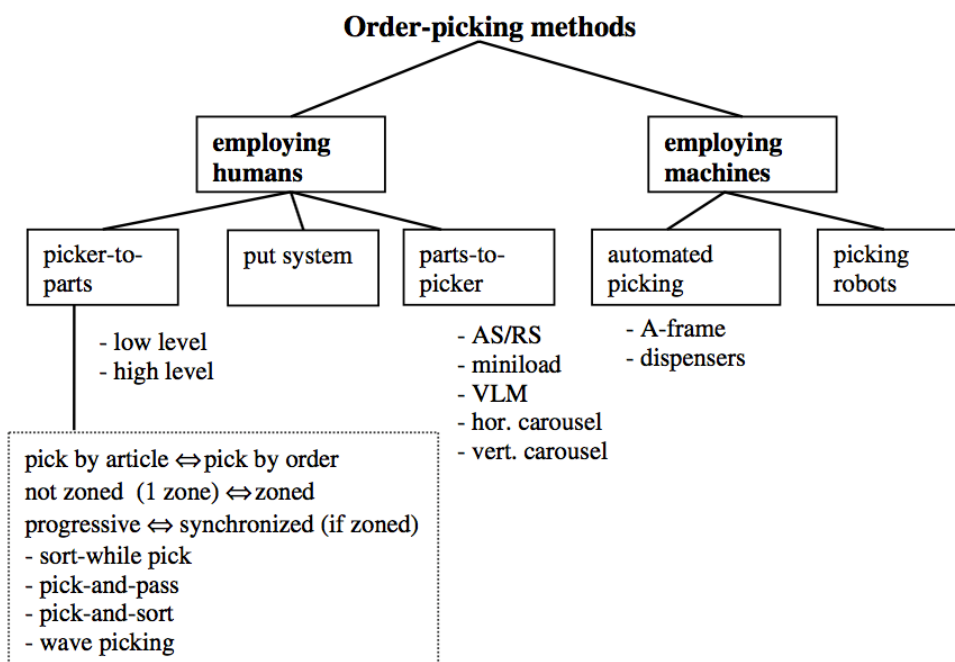 Order-picking methods
employing
humans
employing
machines
picker-to-
parts
put system
parts-to-
picker
automated
picking
picking
robots
- low level
- high level
- AS/RS
- miniload
- VLM
- hor. carousel
- vert. carousel
- A-frame
- dispensers
pick by article ⇔ pick by order
not zoned (1 zone) ⇔ zoned
progressive ⇔ synchronized (if zoned)
- sort-while pick
- pick-and-pass
- pick-and-sort
- wave picking